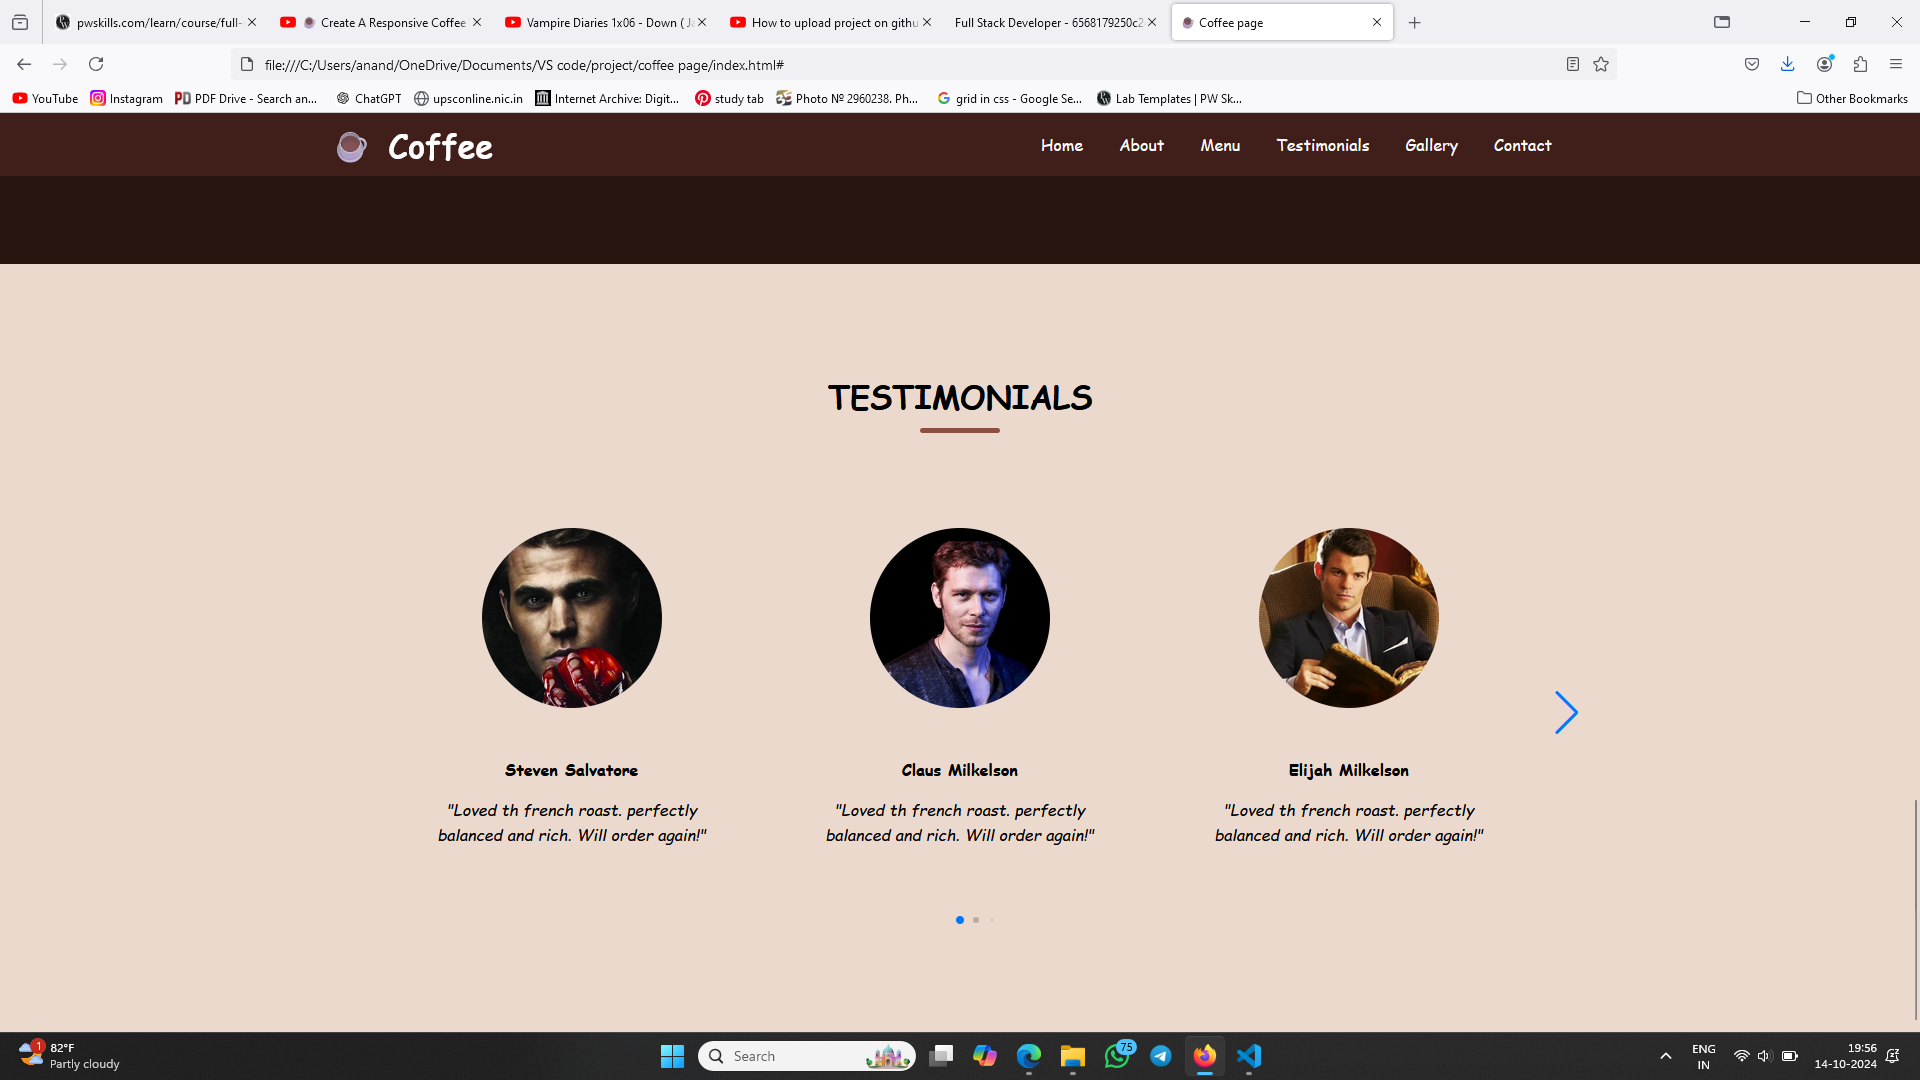 pwskills.com/learn/course/full-
Create A Responsive Coffee
Vampire Diaries 1x06 - Down ( Ja
How to upload project on githu
Full Stack Developer - 6568179250c2
Coffee page
file:///C:/Users/anand/OneDrive/Documents/VS code/project/coffee page/index.html#
YouTube
Instagram
PDF Drive - Search an...
ChatGPT
upsconline.nic.in
Internet Archive: Digit...
study tab
Photo № 2960238. Ph...
grid in css - Google Se...
Lab Templates | PW Sk...
Other Bookmarks
Coffee
Home
About
Menu
Testimonials
Gallery
Contact
TESTIMONIALS
Steven Salvatore
"Loved th french roast. perfectly
balanced and rich. Will order again!"
Claus Milkelson
"Loved th french roast. perfectly
balanced and rich. Will order again!"
Elijah Milkelson
"Loved th french roast. perfectly
balanced and rich. Will order again!"
1
82°F
Partly cloudy
Search
75
ENG
IN
19:56
14-10-2024